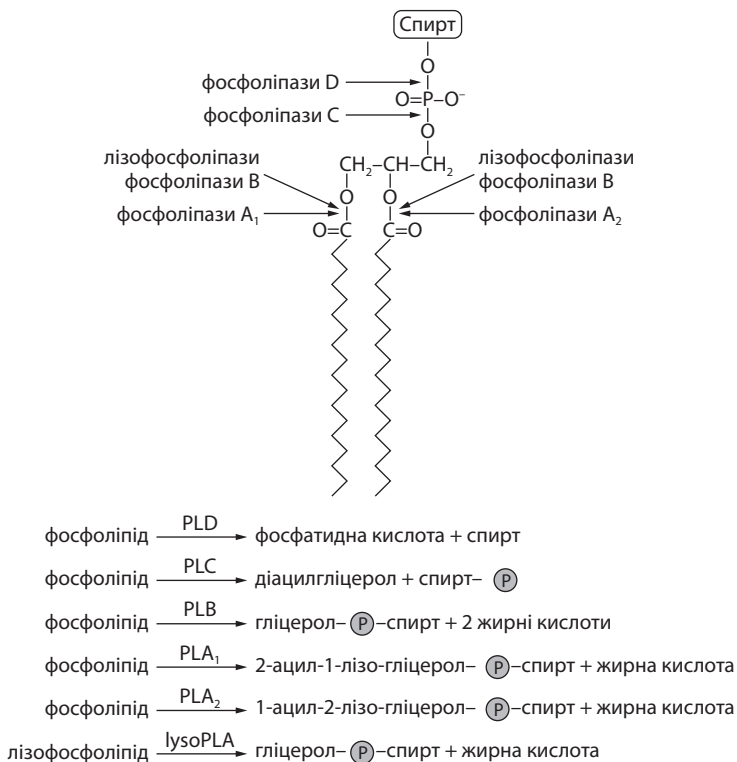 Спирт
O
фосфоліпази D
O=P–O⁻
фосфоліпази C
O
лізофосфоліпази
фосфоліпази B
CH₂–CH–CH₂
лізофосфоліпази
фосфоліпази B
O O
фосфоліпази A₁
фосфоліпази A₂
O=C C=O
фосфоліпід PLD фосфатидна кислота + спирт
фосфоліпід PLC діацилгліцерол + спирт– P
фосфоліпід PLB гліцерол– P –спирт + 2 жирні кислоти
фосфоліпід PLA₁ 2-ацил-1-лізо-гліцерол– P –спирт + жирна кислота
фосфоліпід PLA₂ 1-ацил-2-лізо-гліцерол– P –спирт + жирна кислота
лізофосфоліпід lysoPLA гліцерол– P –спирт + жирна кислота